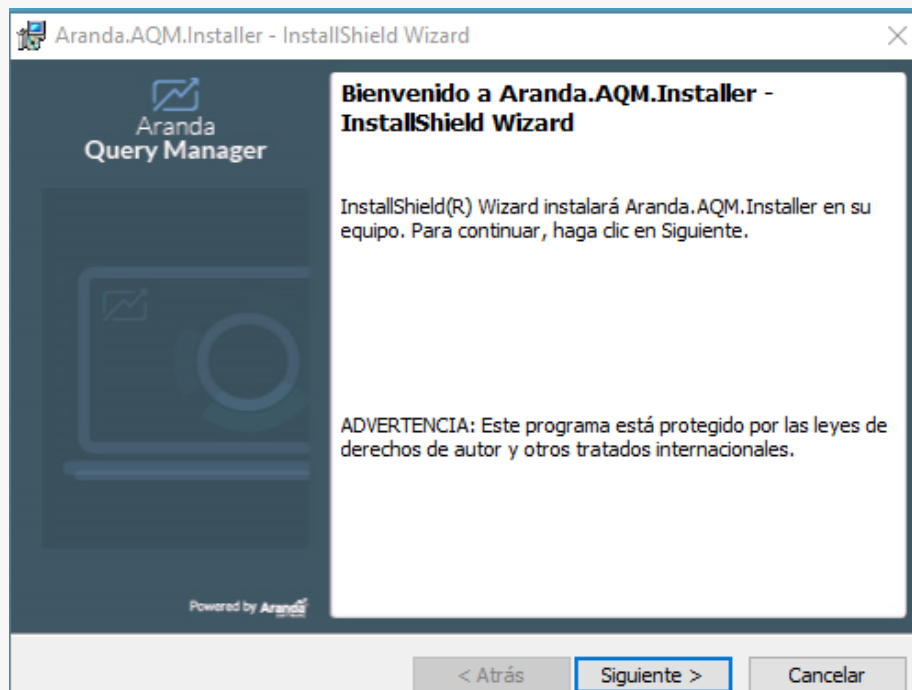 Aranda.AQM.Installer - InstallShield Wizard
Aranda
Query Manager
Bienvenido a Aranda.AQM.Installer -
InstallShield Wizard
InstallShield(R) Wizard instalará Aranda.AQM.Installer en su
equipo. Para continuar, haga clic en Siguiente.
ADVERTENCIA: Este programa está protegido por las leyes de
derechos de autor y otros tratados internacionales.
Powered by Aranda
< Atrás
Siguiente >
Cancelar